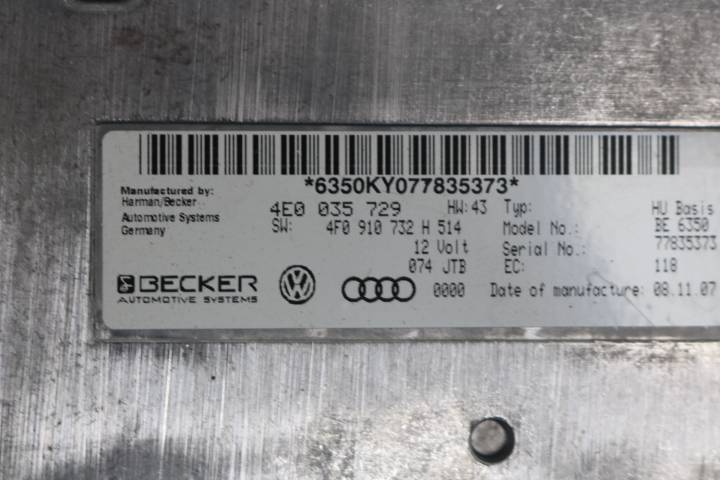 *6350KY077835373*
Manufactured by:
Harman/Becker
Automotive Systems
Germany
4E0 035 729 HW: 43 Typ: HU Basis
SW: 4F0 910 732 H 514 Model No.: BE 6350
12 Volt Serial No.: 77835373
074 JTB EC: 118
0000 Date of manufacture: 08.11.07
BECKER
AUTOMOTIVE SYSTEMS